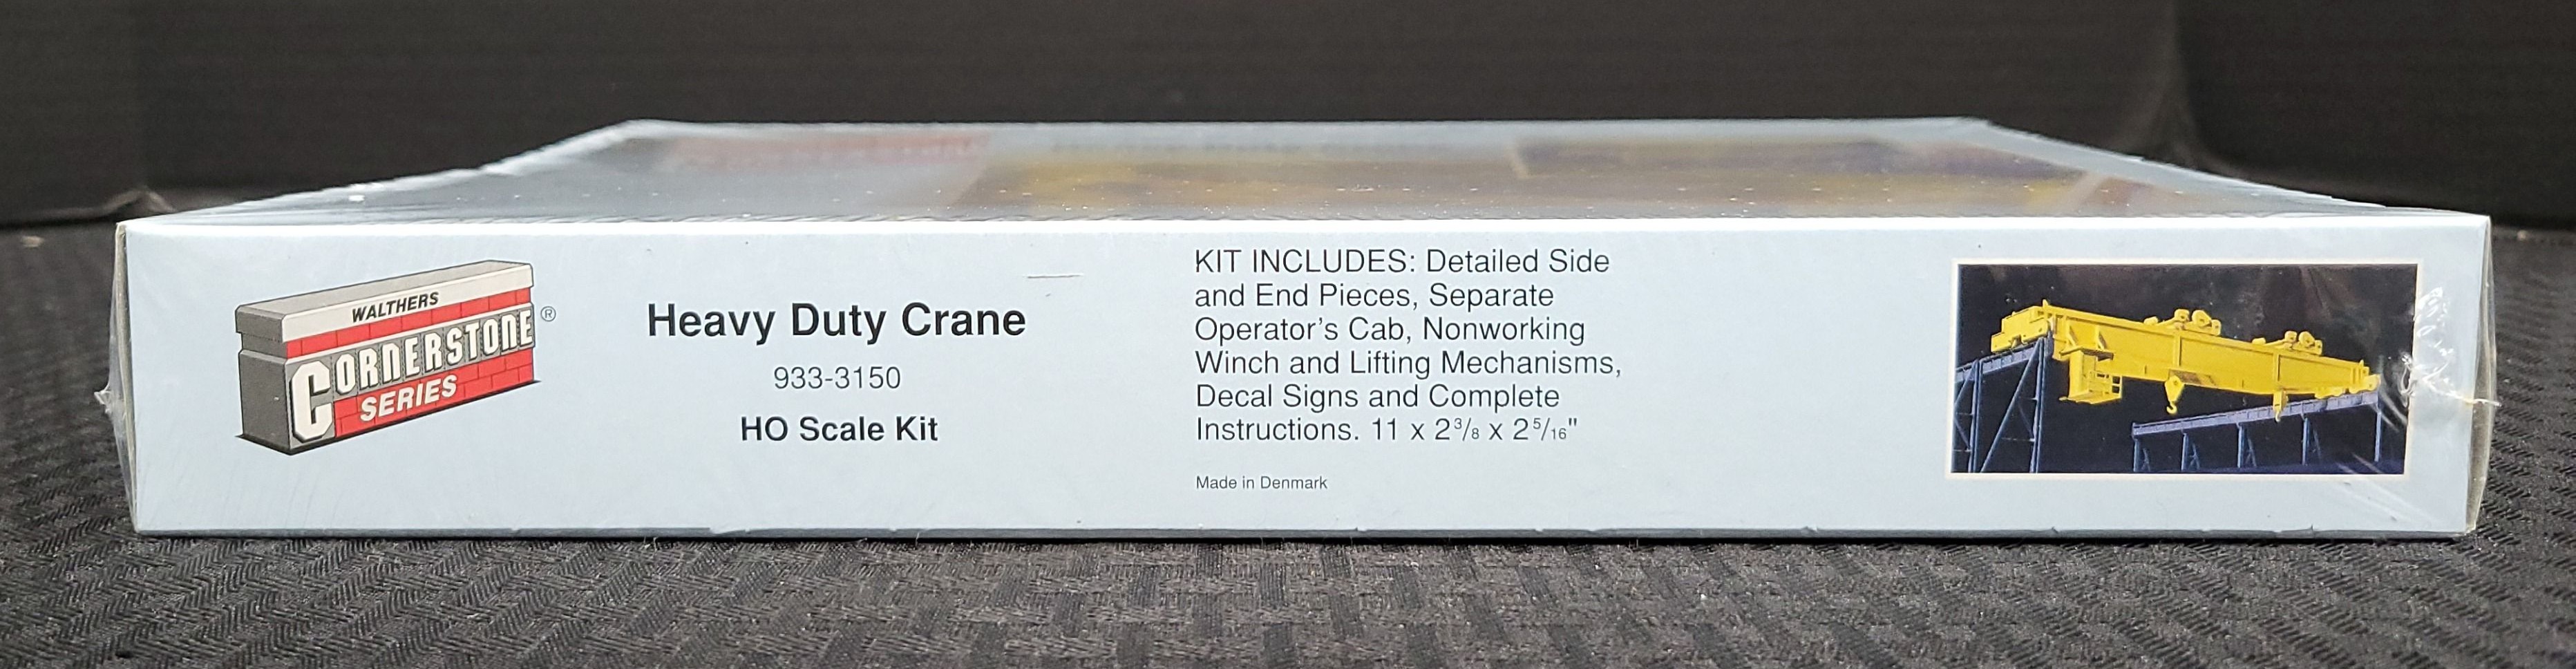 WALTHERS
CORNERSTONE®
SERIES
Heavy Duty Crane
933-3150
HO Scale Kit
KIT INCLUDES: Detailed Side
and End Pieces, Separate
Operator's Cab, Nonworking
Winch and Lifting Mechanisms,
Decal Signs and Complete
Instructions. 11 x 2³/₈ x 2⁵/₁₆"
Made in Denmark